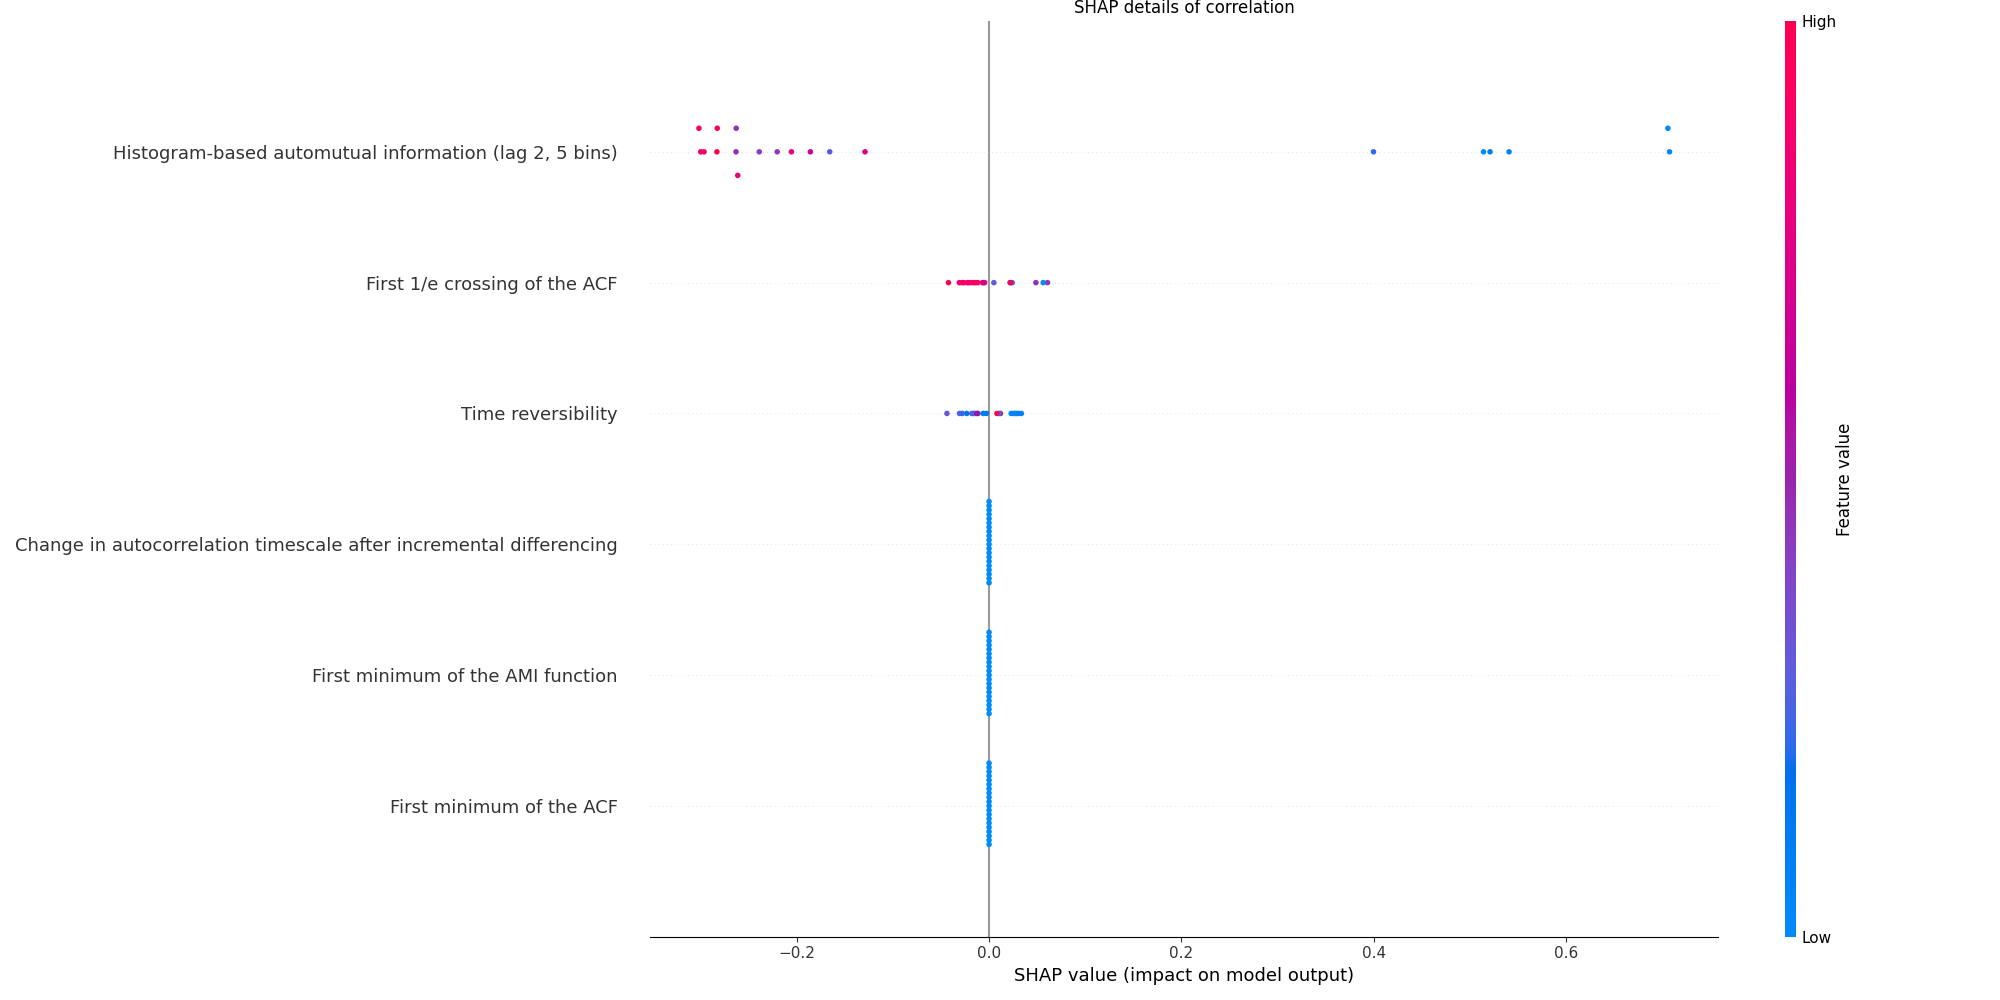 SHAP details of correlation
High
Histogram-based automutual information (lag 2, 5 bins)
First 1/e crossing of the ACF
Time reversibility
Change in autocorrelation timescale after incremental differencing
First minimum of the AMI function
First minimum of the ACF
Feature value
Low
−0.2 0.0 0.2 0.4 0.6
SHAP value (impact on model output)